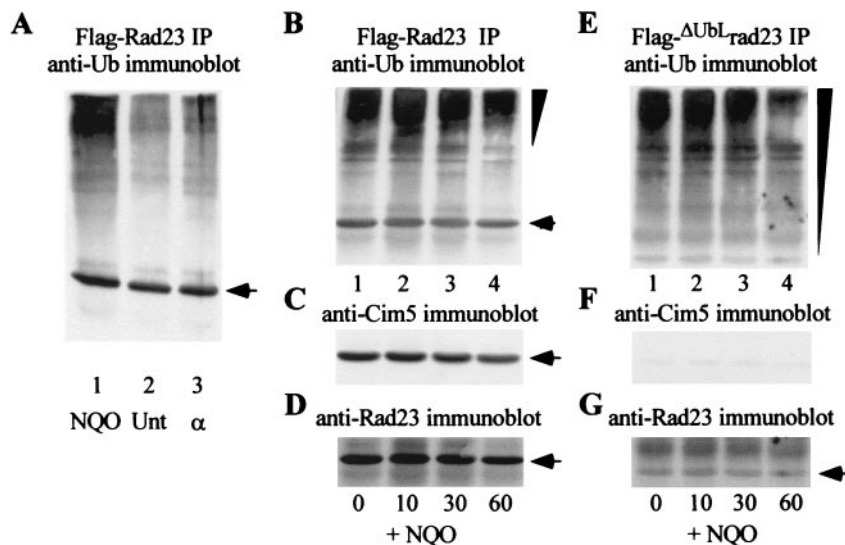 A
Flag-Rad23 IP
anti-Ub immunoblot
1 2 3
NQO Unt α
B
Flag-Rad23 IP
anti-Ub immunoblot
1 2 3 4
C
anti-Cim5 immunoblot
D
anti-Rad23 immunoblot
0 10 30 60
+ NQO
E
Flag-ΔUbLrad23 IP
anti-Ub immunoblot
1 2 3 4
F
anti-Cim5 immunoblot
G
anti-Rad23 immunoblot
0 10 30 60
+ NQO